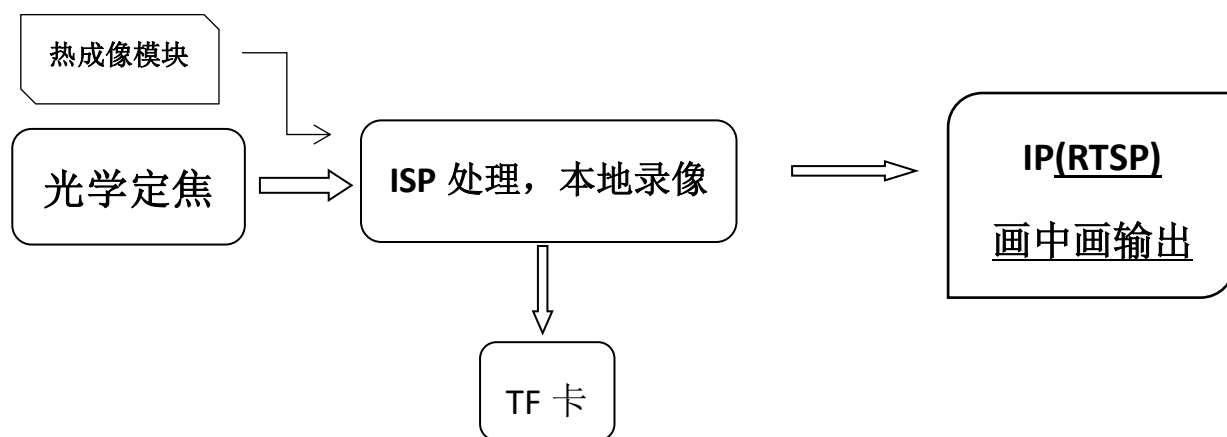 热成像模块
光学定焦
ISP 处理，本地录像
IP(RTSP)
画中画输出
TF 卡